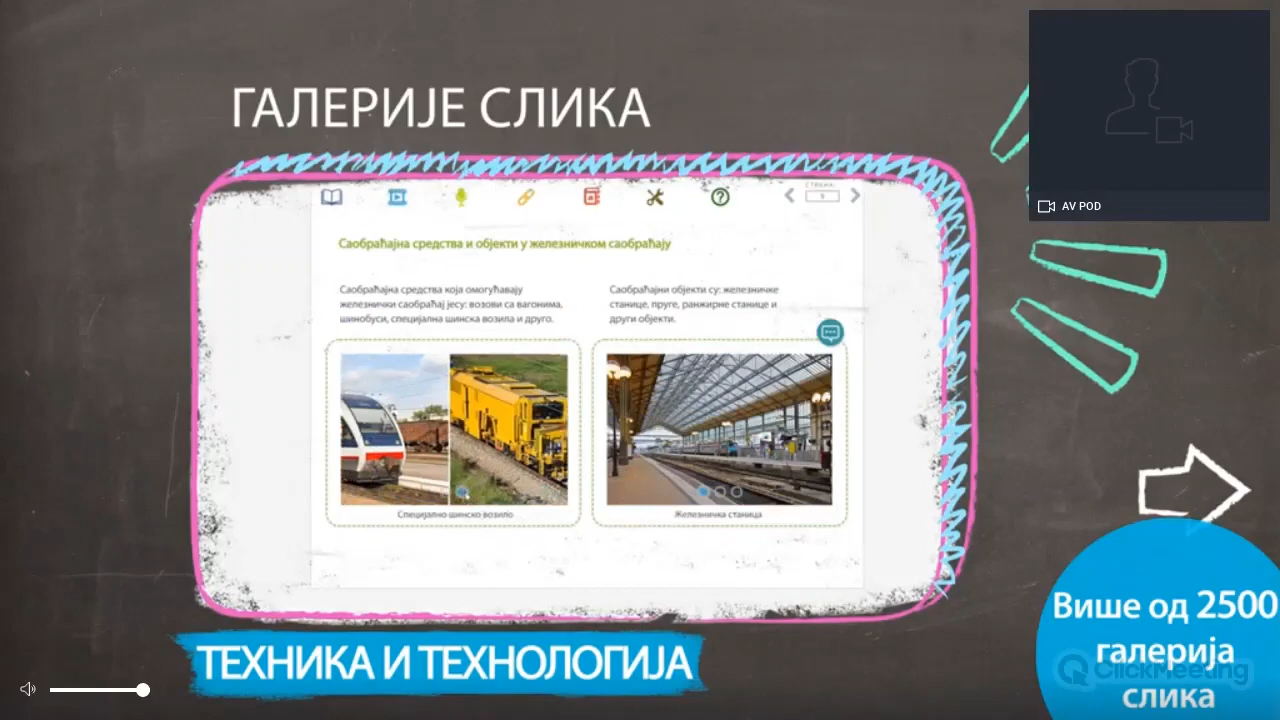 ГАЛЕРИЈЕ СЛИКА
AV POD
СТРАНА:
9
Саобраћајна средства и објекти у железничком саобраћају
Саобраћајна средства која омогућавају
железнички саобраћај јесу: возови са вагонима,
шинобуси, специјална шинска возила и друго.
Саобраћајни објекти су: железничке
станице, пруге, ранжирне станице и
други објекти.
Специјално шинско возило
Железничка станица
ТЕХНИКА И ТЕХНОЛОГИЈА
Више од 2500
галерија
слика
ClickMeeting